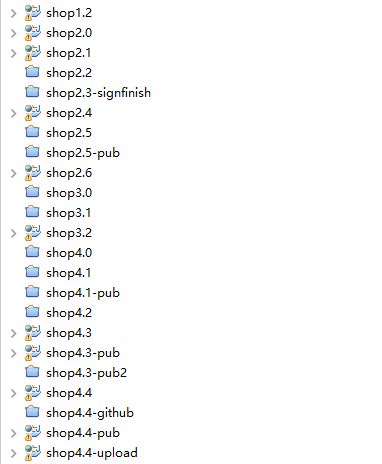 shop1.2
shop2.0
shop2.1
shop2.2
shop2.3-signfinish
shop2.4
shop2.5
shop2.5-pub
shop2.6
shop3.0
shop3.1
shop3.2
shop4.0
shop4.1
shop4.1-pub
shop4.2
shop4.3
shop4.3-pub
shop4.3-pub2
shop4.4
shop4.4-github
shop4.4-pub
shop4.4-upload